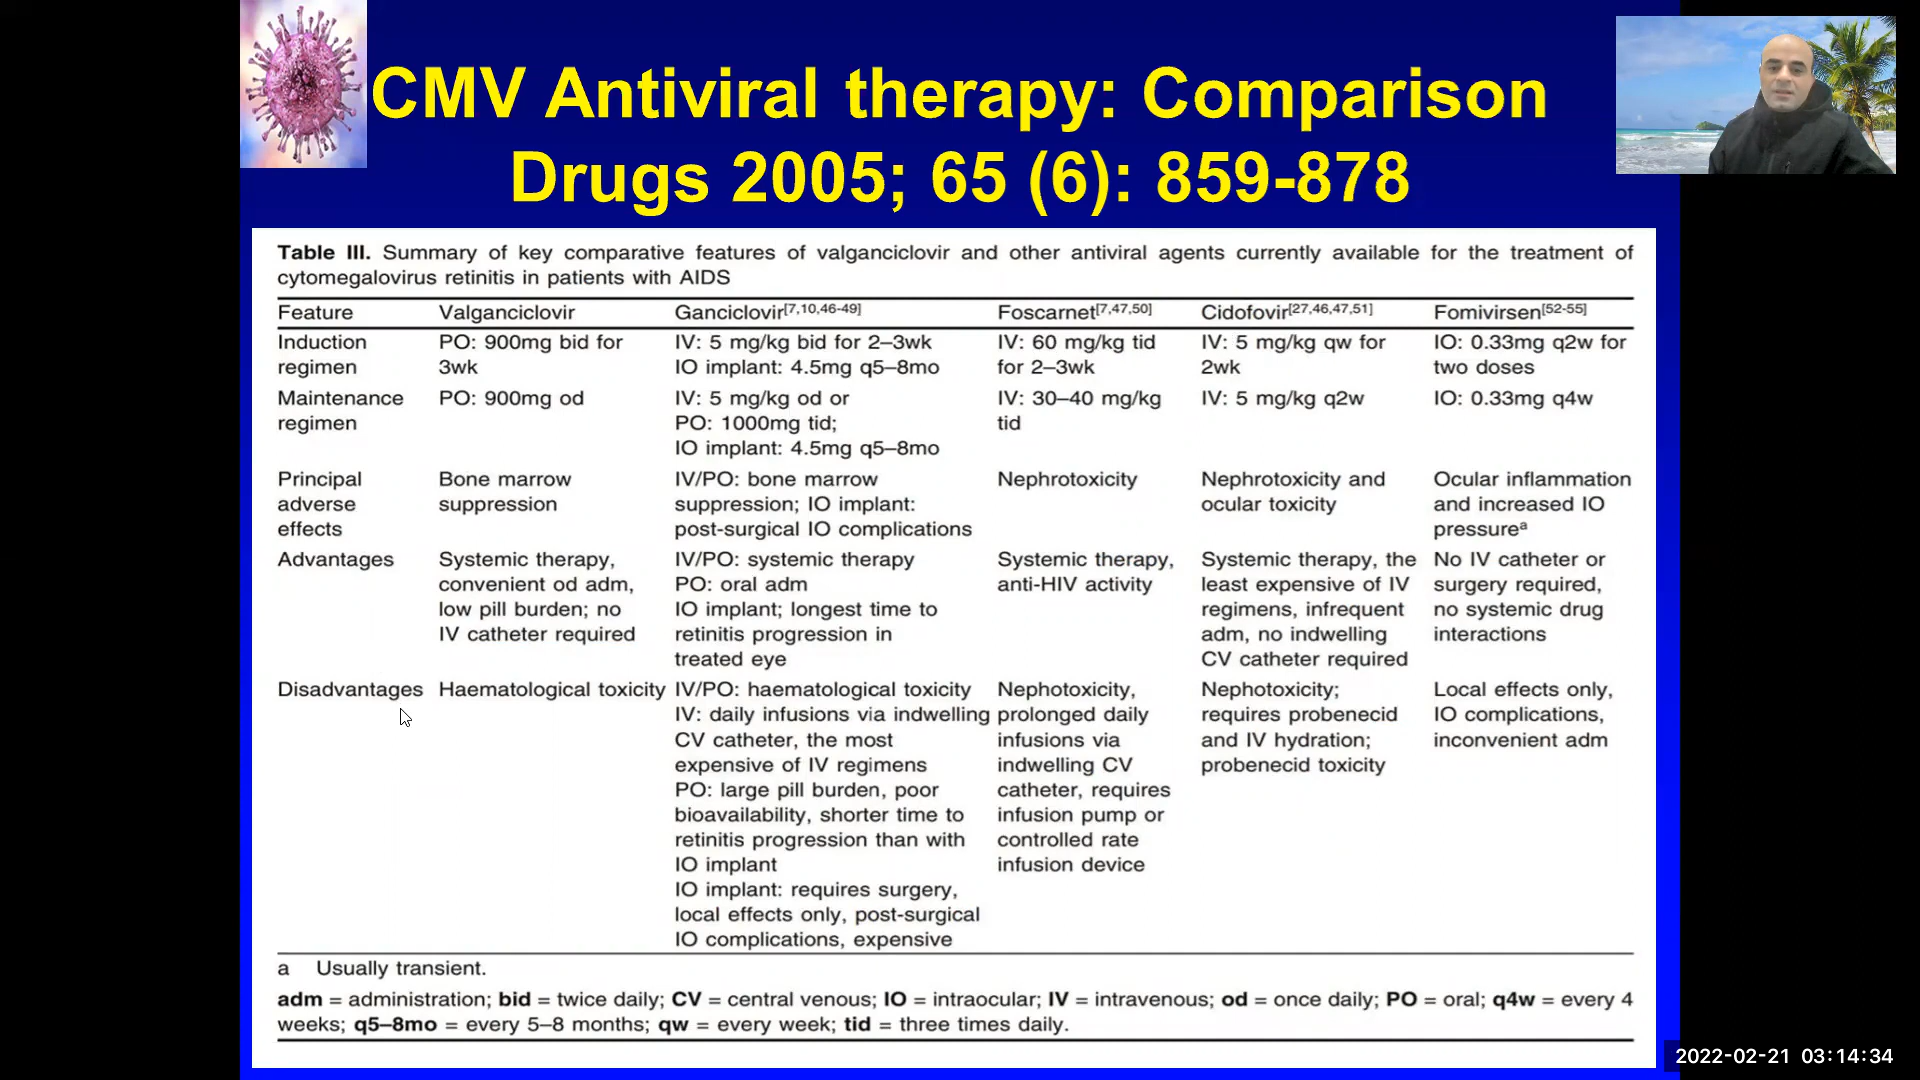 CMV Antiviral therapy: Comparison
Drugs 2005; 65 (6): 859-878
Table III. Summary of key comparative features of valganciclovir and other antiviral agents currently available for the treatment of
cytomegalovirus retinitis in patients with AIDS
Feature Valganciclovir Ganciclovir[7,10,46-49] Foscarnet[7,47,50] Cidofovir[27,46,47,51] Fomivirsen[52-55]
Induction PO: 900mg bid for IV: 5 mg/kg bid for 2–3wk IV: 60 mg/kg tid IV: 5 mg/kg qw for IO: 0.33mg q2w for
regimen 3wk IO implant: 4.5mg q5–8mo for 2–3wk 2wk two doses
Maintenance PO: 900mg od IV: 5 mg/kg od or IV: 30–40 mg/kg IV: 5 mg/kg q2w IO: 0.33mg q4w
regimen PO: 1000mg tid; tid
IO implant: 4.5mg q5–8mo
Principal Bone marrow IV/PO: bone marrow Nephrotoxicity Nephrotoxicity and Ocular inflammation
adverse suppression suppression; IO implant: ocular toxicity and increased IO
effects post-surgical IO complications pressurea
Advantages Systemic therapy, IV/PO: systemic therapy Systemic therapy, Systemic therapy, the No IV catheter or
convenient od adm, PO: oral adm anti-HIV activity least expensive of IV surgery required,
low pill burden; no IO implant; longest time to regimens, infrequent no systemic drug
IV catheter required retinitis progression in adm, no indwelling interactions
treated eye CV catheter required
Disadvantages Haematological toxicity IV/PO: haematological toxicity Nephotoxicity, Nephotoxicity; Local effects only,
IV: daily infusions via indwelling prolonged daily requires probenecid IO complications,
CV catheter, the most infusions via and IV hydration; inconvenient adm
expensive of IV regimens indwelling CV probenecid toxicity
PO: large pill burden, poor catheter, requires
bioavailability, shorter time to infusion pump or
retinitis progression than with controlled rate
IO implant infusion device
IO implant: requires surgery,
local effects only, post-surgical
IO complications, expensive
a Usually transient.
adm = administration; bid = twice daily; CV = central venous; IO = intraocular; IV = intravenous; od = once daily; PO = oral; q4w = every 4
weeks; q5–8mo = every 5–8 months; qw = every week; tid = three times daily.
2022-02-21 03:14:34